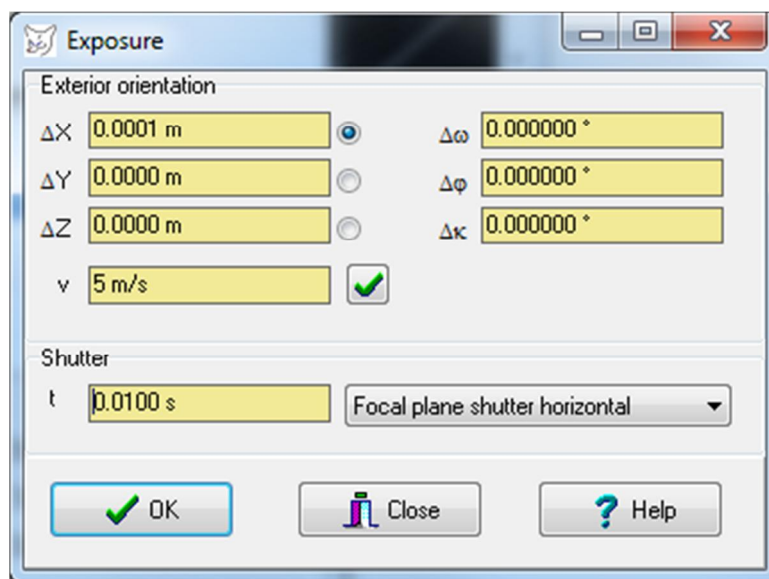 Exposure
Exterior orientation
ΔX 0.0001 m Δω 0.000000 °
ΔY 0.0000 m Δφ 0.000000 °
ΔZ 0.0000 m Δκ 0.000000 °
v 5 m/s
Shutter
t 0.0100 s Focal plane shutter horizontal
OK Close Help